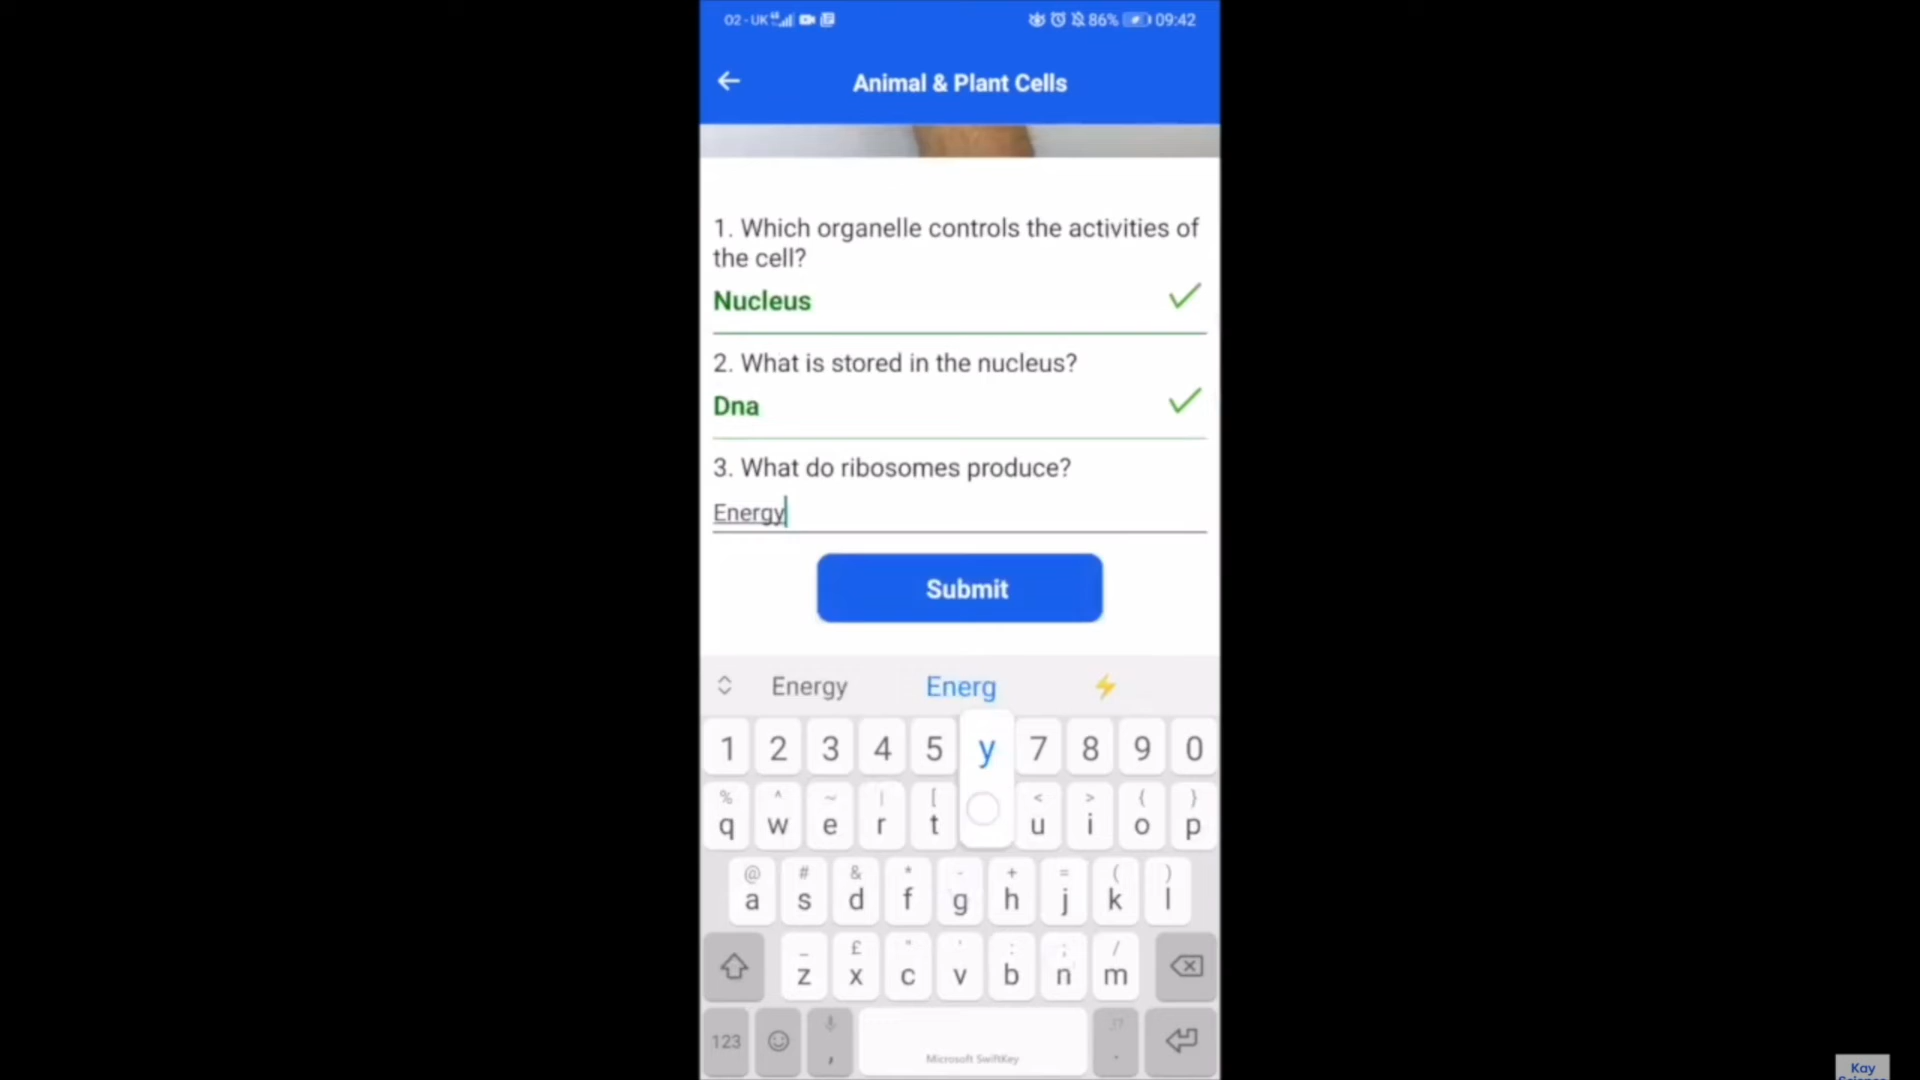 O2 - UK 86% 09:42
Animal & Plant Cells
1. Which organelle controls the activities of
the cell?
Nucleus
2. What is stored in the nucleus?
Dna
3. What do ribosomes produce?
Energy
Submit
Energy Energ
1 2 3 4 5 y 7 8 9 0
% ^ ~ | [ < > { }
q w e r t u i o p
@ # & * - + = ( )
a s d f g h j k l
_ £ " ' : ; /
z x c v b n m
123 , .
Microsoft SwiftKey
Kay